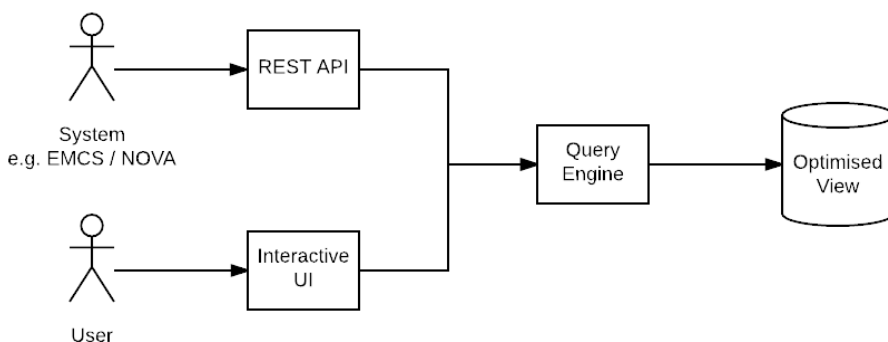 REST API
System
e.g. EMCS / NOVA
Query
Engine
Optimised
View
Interactive
UI
User